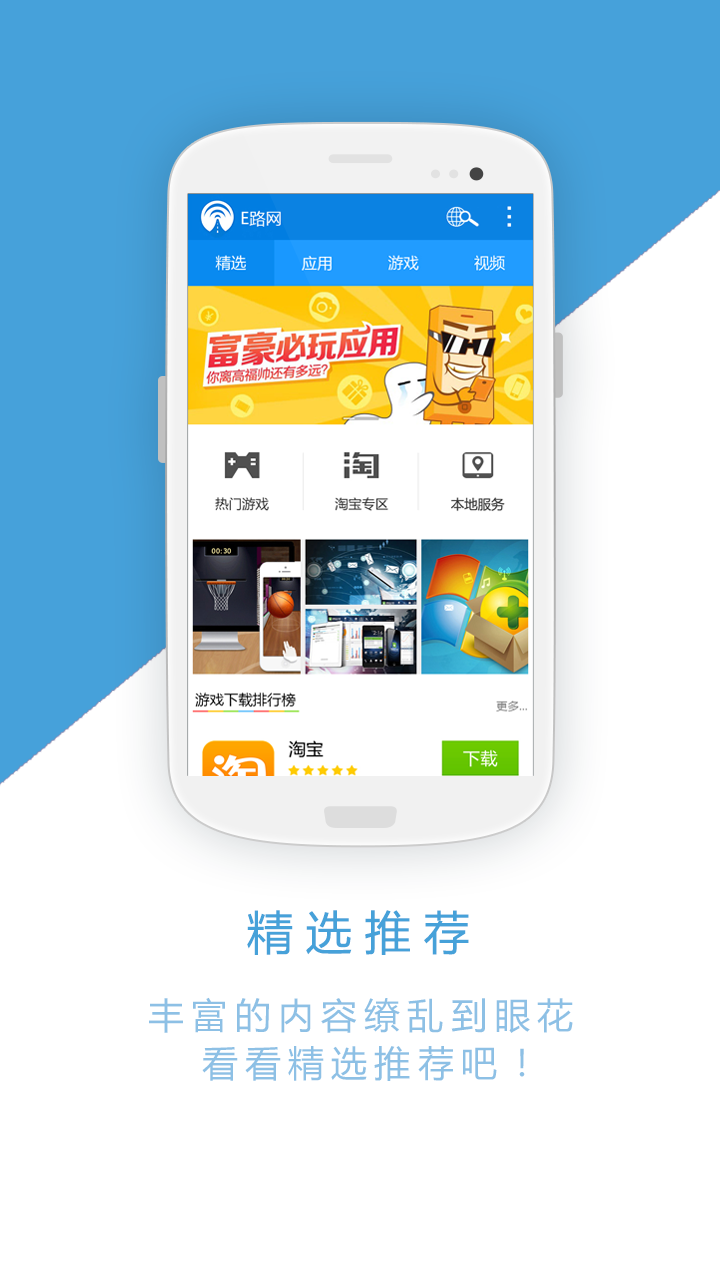 E路网
精选 应用 游戏 视频
富豪必玩应用
你离高福帅还有多远?
热门游戏 淘宝专区 本地服务
00:30
游戏下载排行榜 更多...
淘宝 下载
淘
精选推荐
丰富的内容缭乱到眼花
看看精选推荐吧！